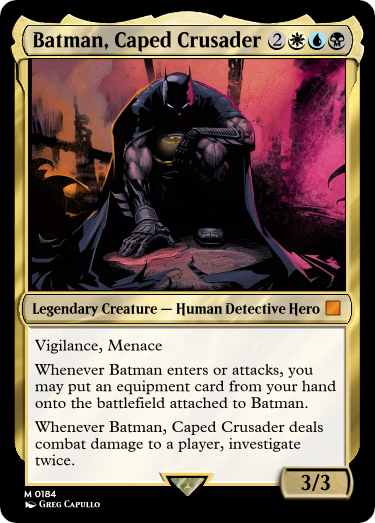 Batman, Caped Crusader 2
Legendary Creature — Human Detective Hero
Vigilance, Menace
Whenever Batman enters or attacks, you
may put an equipment card from your hand
onto the battlefield attached to Batman.
Whenever Batman, Caped Crusader deals
combat damage to a player, investigate
twice.
3/3
M 0184
Greg Capullo